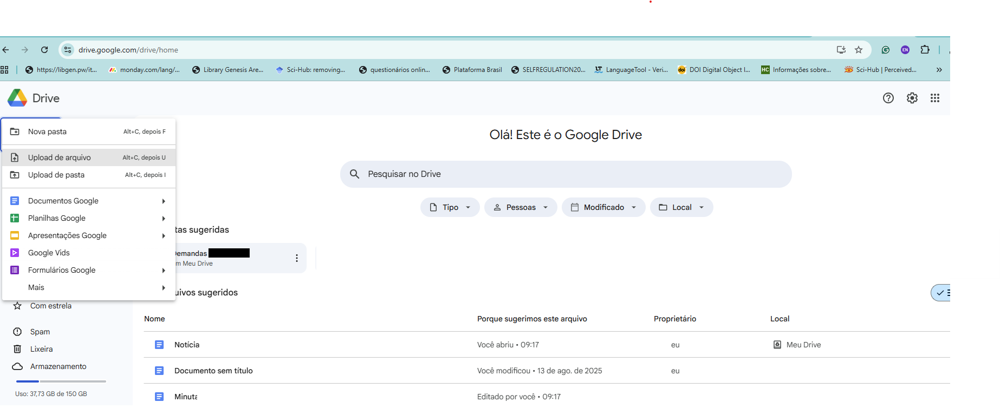 drive.google.com/drive/home
https://libgen.pw/it...
monday.com/lang/...
Library Genesis Are...
Sci-Hub: removing...
questionários onlin...
Plataforma Brasil
SELFREGULATION20...
LanguageTool - Veri...
DOI Digital Object I...
Informações sobre...
Sci-Hub | Perceived...
Drive
Nova pasta Alt+C, depois F
Upload de arquivo Alt+C, depois U
Upload de pasta Alt+C, depois I
Documentos Google
Planilhas Google
Apresentações Google
Google Vids
Formulários Google
Mais
Com estrela
Spam
Lixeira
Armazenamento
Uso: 37,73 GB de 150 GB
Olá! Este é o Google Drive
Pesquisar no Drive
Tipo Pessoas Modificado Local
tas sugeridas
emandas
m Meu Drive
uivos sugeridos
Nome Porque sugerimos este arquivo Proprietário Local
Notícia Você abriu • 09:17 eu Meu Drive
Documento sem título Você modificou • 13 de ago. de 2025 eu
Minuta Editado por você • 09:17
EN
LT
doi
HC